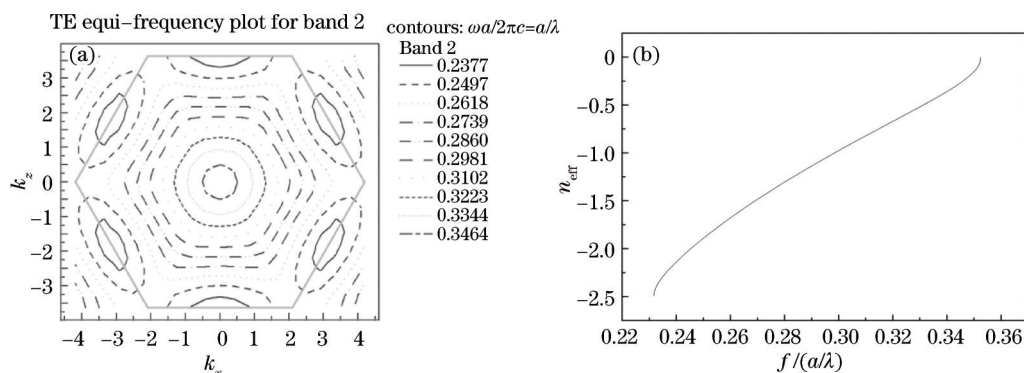 TE equi-frequency plot for band 2
contours: ωa/2πc=a/λ
Band 2
0.2377
0.2497
0.2618
0.2739
0.2860
0.2981
0.3102
0.3223
0.3344
0.3464
(a)
3
2
1
0
−1
−2
−3
k_z
−4 −3 −2 −1 0 1 2 3 4
k_x
(b)
0
−0.5
−1.0
−1.5
−2.0
−2.5
n_eff
0.22 0.24 0.26 0.28 0.30 0.32 0.34 0.36
f/(a/λ)